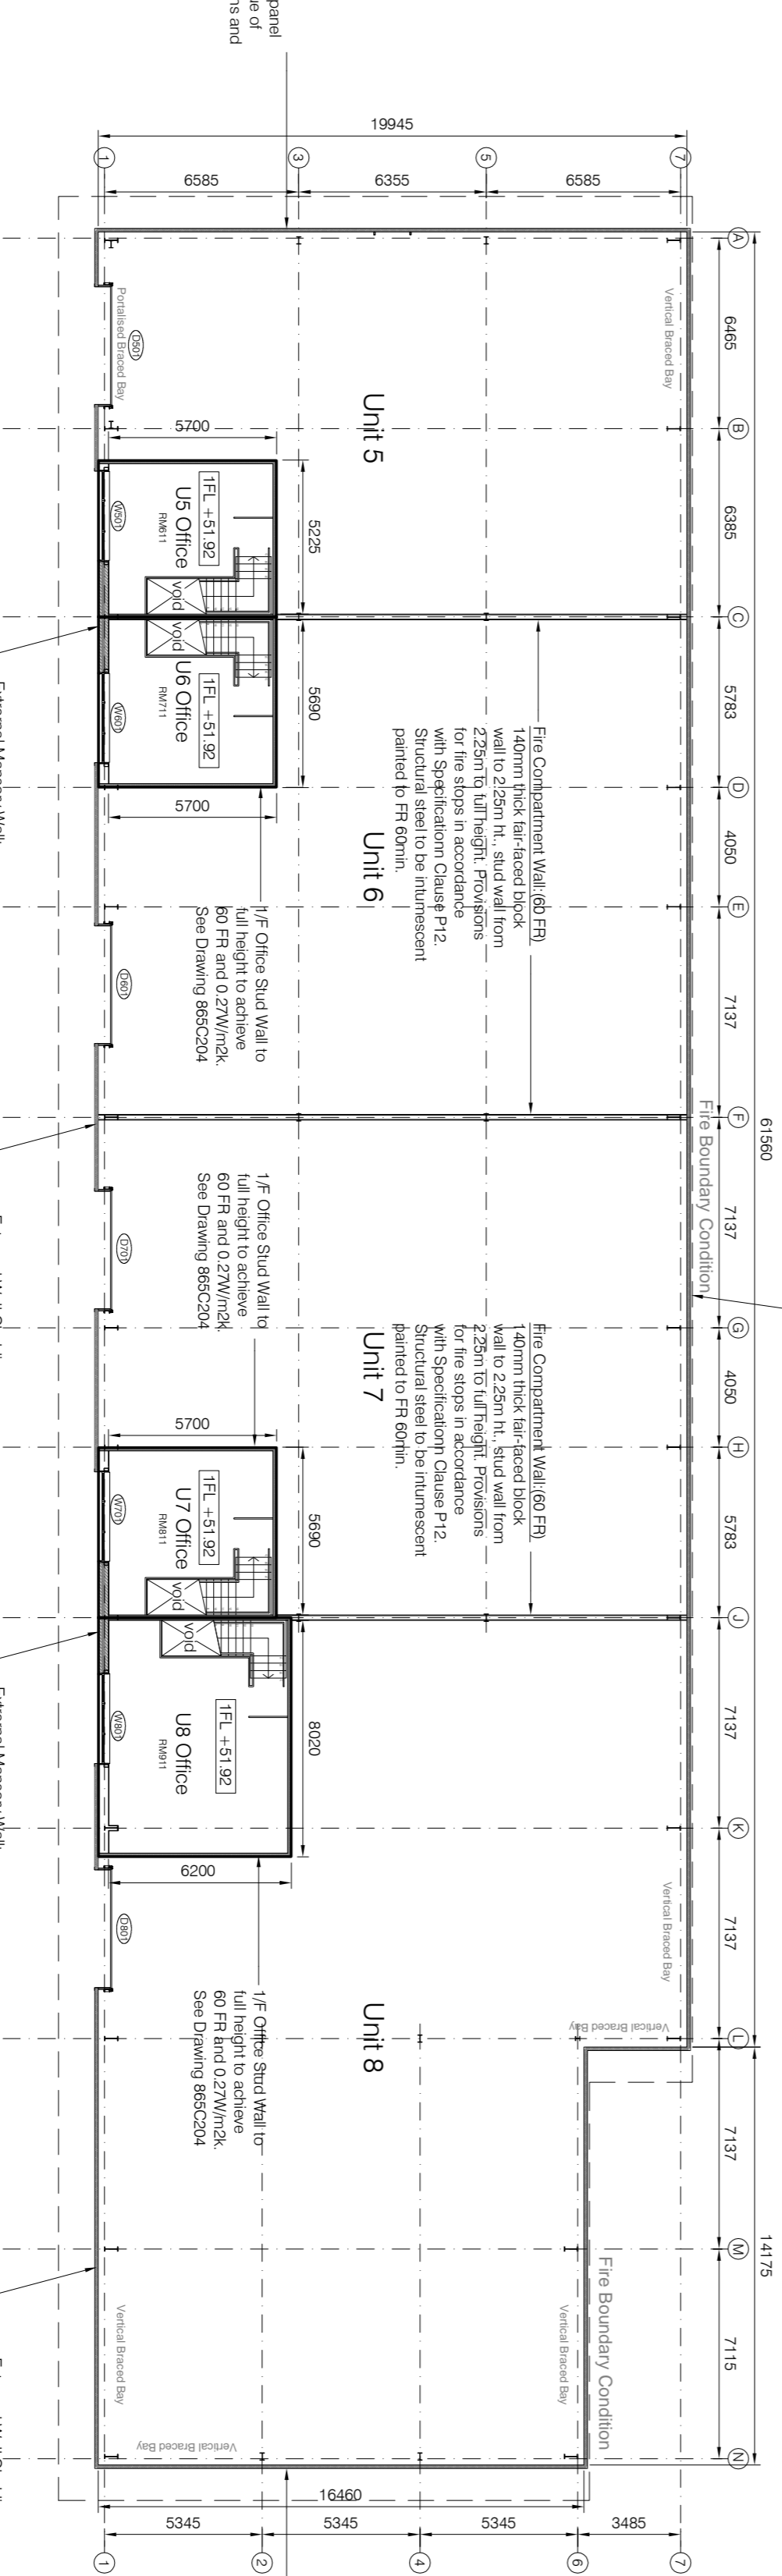 panel
ue of
ns and
19945
6585
6355
6585
1
3
5
7
A
6465
B
6385
C
5783
D
4050
E
7137
F
7137
G
4050
H
5783
J
7137
K
7137
L
7137
M
7115
N
61560
14175
Fire Boundary Condition
Fire Boundary Condition
Vertical Braced Bay
Portalised Braced Bay
D501
Unit 5
5700
5225
1FL +51.92
U5 Office
RM611
W501
void
void
1FL +51.92
U6 Office
RM711
W601
5690
5700
Fire Compartment Wall:(60 FR)
140mm thick fair-faced block
wall to 2.25m ht., stud wall from
2.25m to full height. Provisions
for fire stops in accordance
with Specificationn Clause P12.
Structural steel to be intumescent
painted to FR 60min.
Unit 6
1/F Office Stud Wall to
full height to achieve
60 FR and 0.27W/m2k.
See Drawing 865C204
D601
D701
1/F Office Stud Wall to
full height to achieve
60 FR and 0.27W/m2k.
See Drawing 865C204
Unit 7
Fire Compartment Wall:(60 FR)
140mm thick fair-faced block
wall to 2.25m ht., stud wall from
2.25m to full height. Provisions
for fire stops in accordance
with Specificationn Clause P12.
Structural steel to be intumescent
painted to FR 60min.
5700
5690
1FL +51.92
U7 Office
RM811
W701
void
void
1FL +51.92
U8 Office
RM911
W801
8020
6200
D801
Vertical Braced Bay
Vertical Braced Bay
Unit 8
1/F Office Stud Wall to
full height to achieve
60 FR and 0.27W/m2k.
See Drawing 865C204
Vertical Braced Bay
Vertical Braced Bay
Vertical Braced Bay
16460
5345
5345
5345
3485
1
2
4
6
7